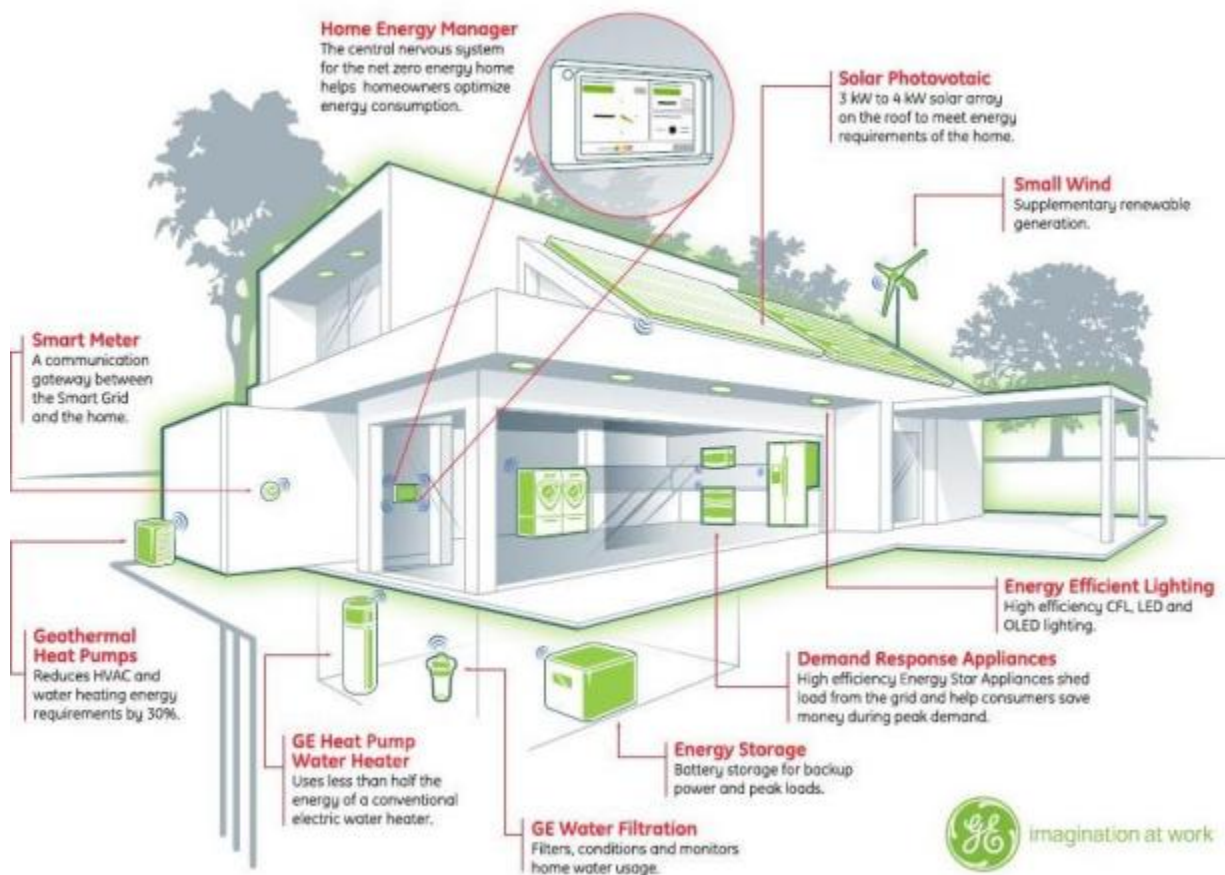 Home Energy Manager
The central nervous system
for the net zero energy home
helps homeowners optimize
energy consumption.
Solar Photovotaic
3 kW to 4 kW solar array
on the roof to meet energy
requirements of the home.
Small Wind
Supplementary renewable
generation.
Smart Meter
A communication
gateway between
the Smart Grid
and the home.
Energy Efficient Lighting
High efficiency CFL, LED and
OLED lighting.
Geothermal
Heat Pumps
Reduces HVAC and
water heating energy
requirements by 30%.
Demand Response Appliances
High efficiency Energy Star Appliances shed
load from the grid and help consumers save
money during peak demand.
GE Heat Pump
Water Heater
Uses less than half the
energy of a conventional
electric water heater.
Energy Storage
Battery storage for backup
power and peak loads.
GE Water Filtration
Filters, conditions and monitors
home water usage.
GE
imagination at work